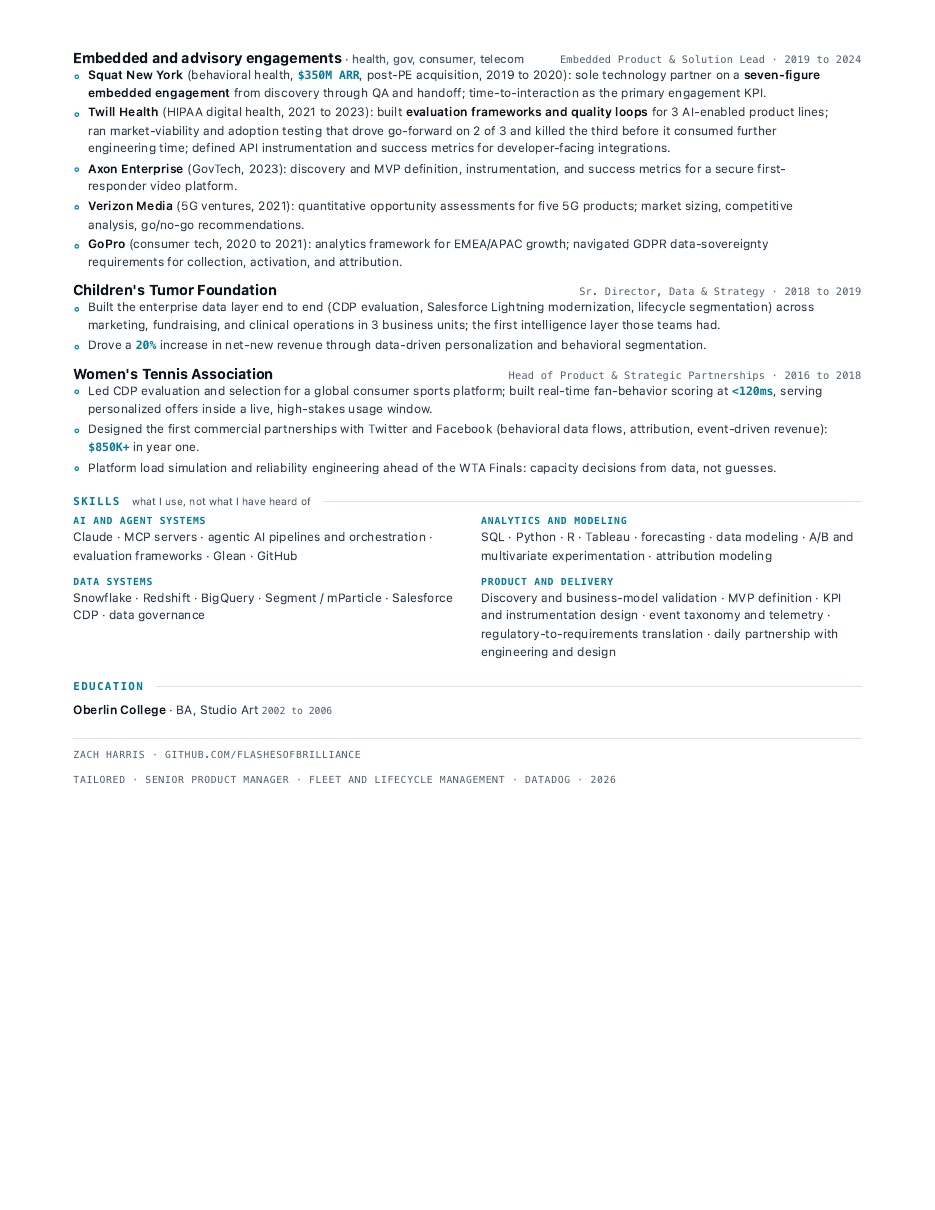 Embedded and advisory engagements · health, gov, consumer, telecom Embedded Product & Solution Lead · 2019 to 2024
Squat New York (behavioral health, $350M ARR, post-PE acquisition, 2019 to 2020): sole technology partner on a seven-figure
embedded engagement from discovery through QA and handoff; time-to-interaction as the primary engagement KPI.
Twill Health (HIPAA digital health, 2021 to 2023): built evaluation frameworks and quality loops for 3 AI-enabled product lines;
ran market-viability and adoption testing that drove go-forward on 2 of 3 and killed the third before it consumed further
engineering time; defined API instrumentation and success metrics for developer-facing integrations.
Axon Enterprise (GovTech, 2023): discovery and MVP definition, instrumentation, and success metrics for a secure first-
responder video platform.
Verizon Media (5G ventures, 2021): quantitative opportunity assessments for five 5G products; market sizing, competitive
analysis, go/no-go recommendations.
GoPro (consumer tech, 2020 to 2021): analytics framework for EMEA/APAC growth; navigated GDPR data-sovereignty
requirements for collection, activation, and attribution.
Children's Tumor Foundation Sr. Director, Data & Strategy · 2018 to 2019
Built the enterprise data layer end to end (CDP evaluation, Salesforce Lightning modernization, lifecycle segmentation) across
marketing, fundraising, and clinical operations in 3 business units; the first intelligence layer those teams had.
Drove a 20% increase in net-new revenue through data-driven personalization and behavioral segmentation.
Women's Tennis Association Head of Product & Strategic Partnerships · 2016 to 2018
Led CDP evaluation and selection for a global consumer sports platform; built real-time fan-behavior scoring at <120ms, serving
personalized offers inside a live, high-stakes usage window.
Designed the first commercial partnerships with Twitter and Facebook (behavioral data flows, attribution, event-driven revenue):
$850K+ in year one.
Platform load simulation and reliability engineering ahead of the WTA Finals: capacity decisions from data, not guesses.
SKILLS what I use, not what I have heard of
AI AND AGENT SYSTEMS
Claude · MCP servers · agentic AI pipelines and orchestration ·
evaluation frameworks · Glean · GitHub
ANALYTICS AND MODELING
SQL · Python · R · Tableau · forecasting · data modeling · A/B and
multivariate experimentation · attribution modeling
DATA SYSTEMS
Snowflake · Redshift · BigQuery · Segment / mParticle · Salesforce
CDP · data governance
PRODUCT AND DELIVERY
Discovery and business-model validation · MVP definition · KPI
and instrumentation design · event taxonomy and telemetry ·
regulatory-to-requirements translation · daily partnership with
engineering and design
EDUCATION
Oberlin College · BA, Studio Art 2002 to 2006
ZACH HARRIS · GITHUB.COM/FLASHESOFBRILLIANCE
TAILORED · SENIOR PRODUCT MANAGER · FLEET AND LIFECYCLE MANAGEMENT · DATADOG · 2026